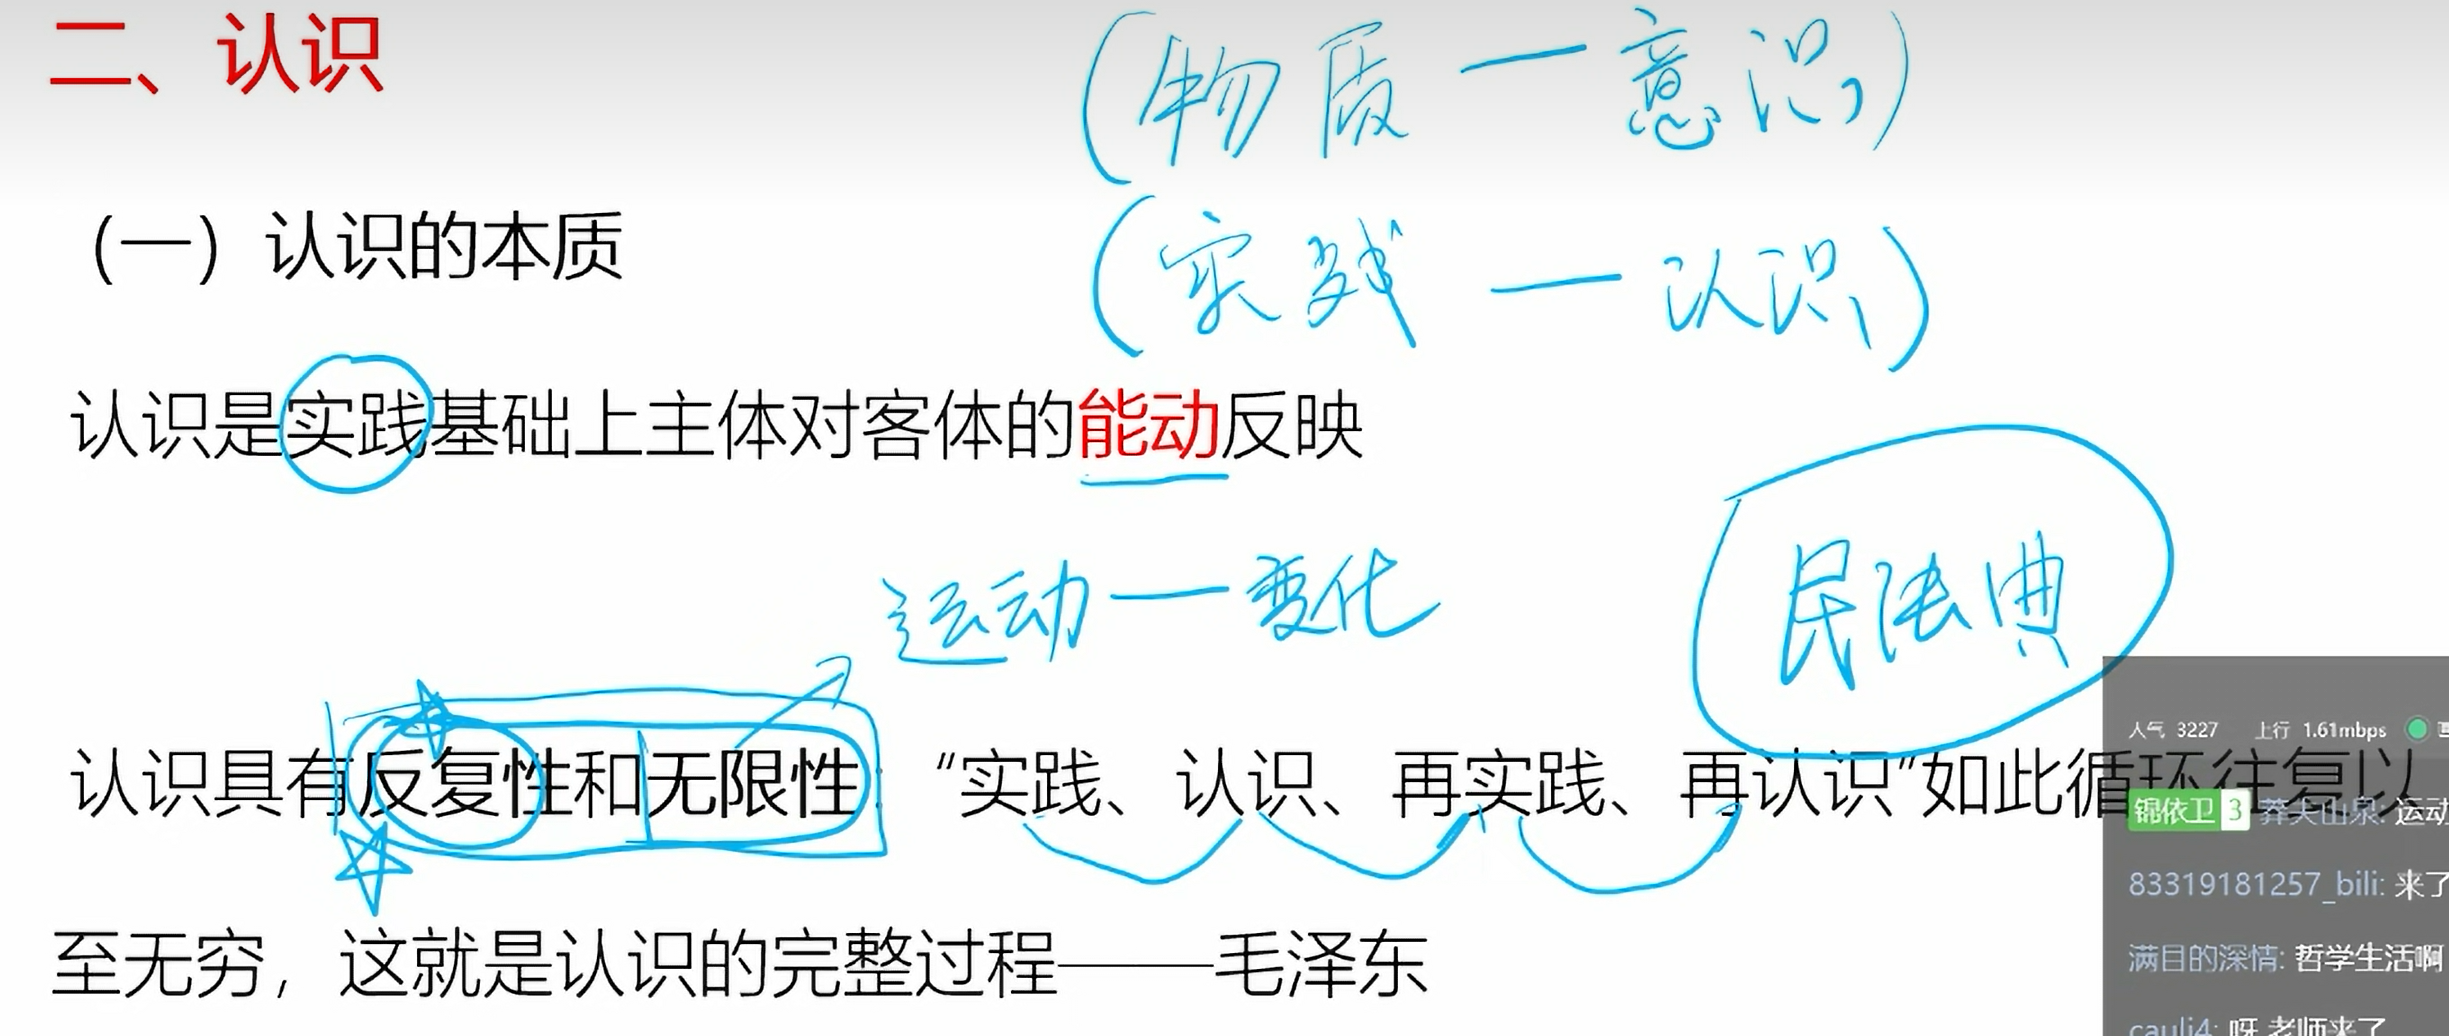 二、认识
(物质—意识)
(一) 认识的本质
(实践—认识)
认识是实践基础上主体对客体的能动反映
民法典
运动—变化
认识具有反复性和无限性 “实践、认识、再实践、再认识”如此循环往复以
至无穷，这就是认识的完整过程——毛泽东
人气 3227 上行 1.61mbps
锦依卫 3 莽夫山泉: 运动
83319181257_bili: 来了
满目的深情: 哲学生活啊
cauli4: 呀 老师来了